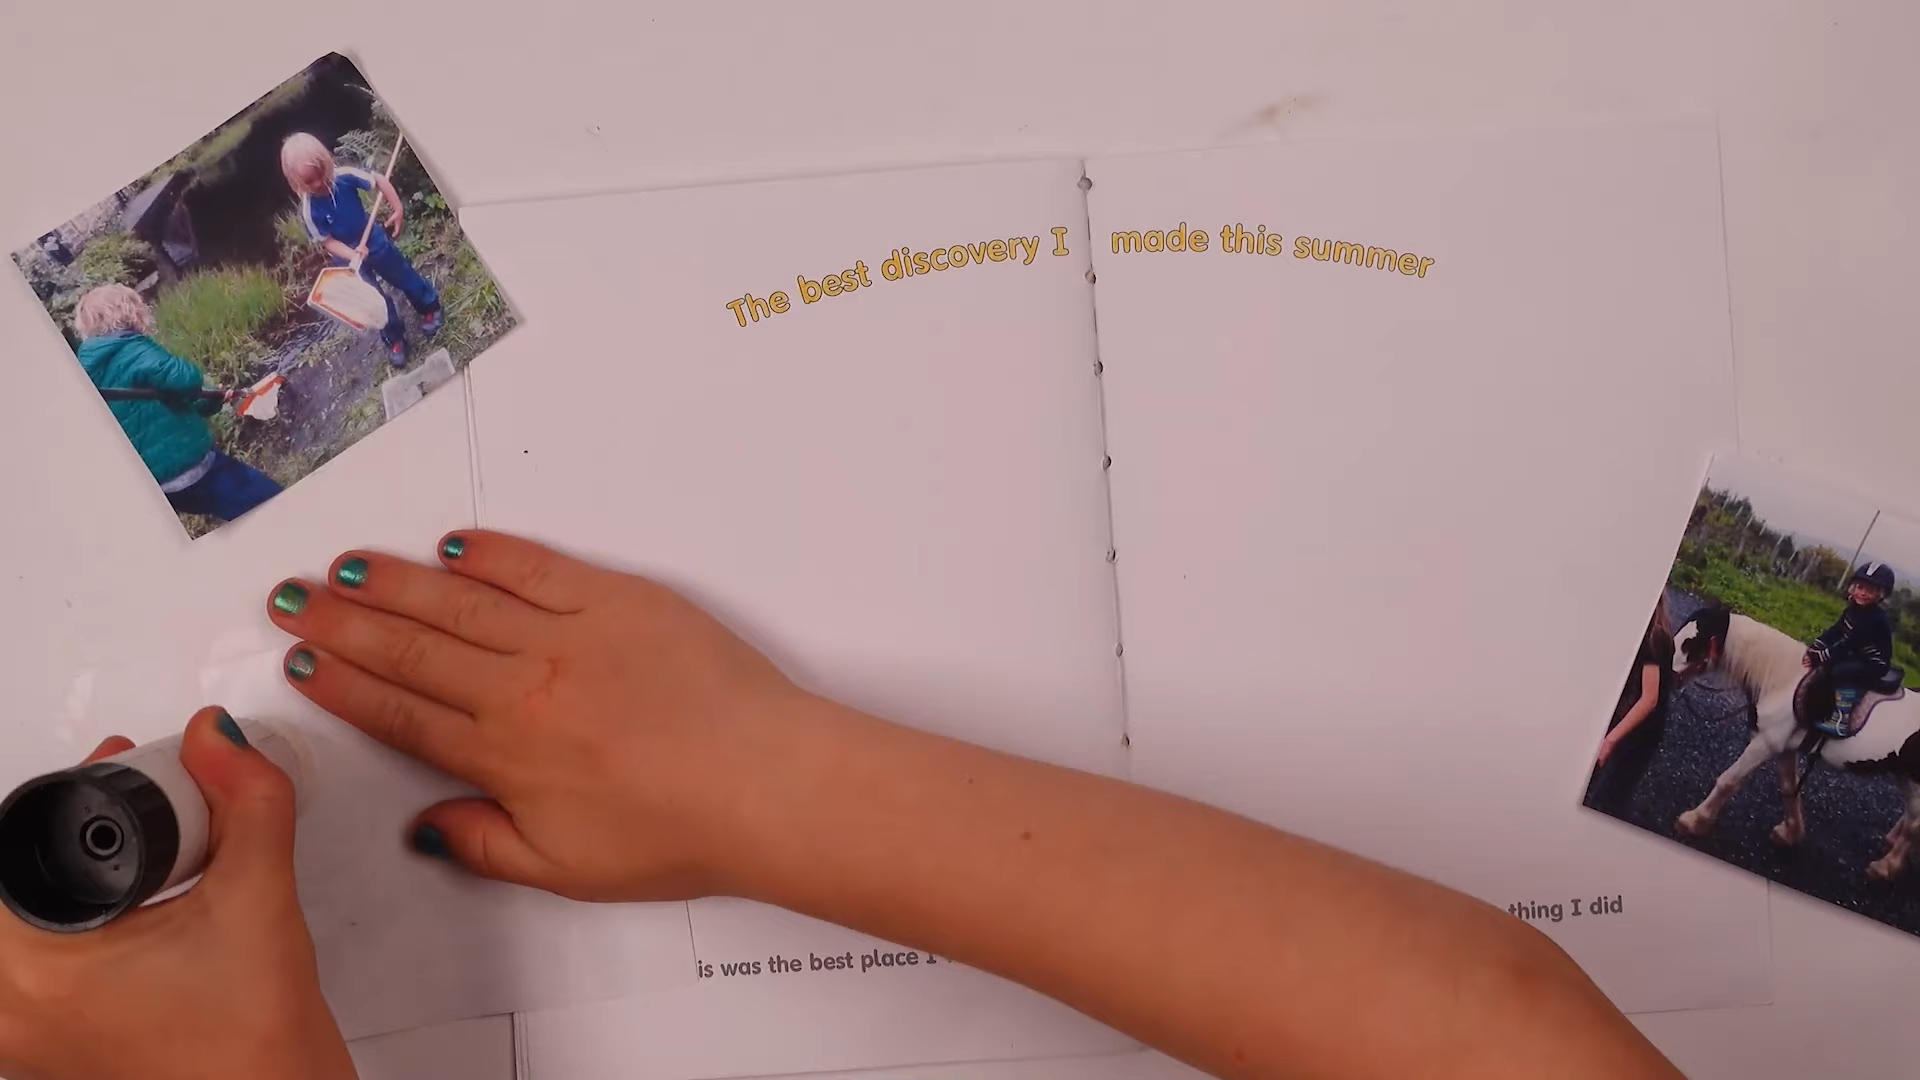 The best discovery I made this summer
thing I did
is was the best place I